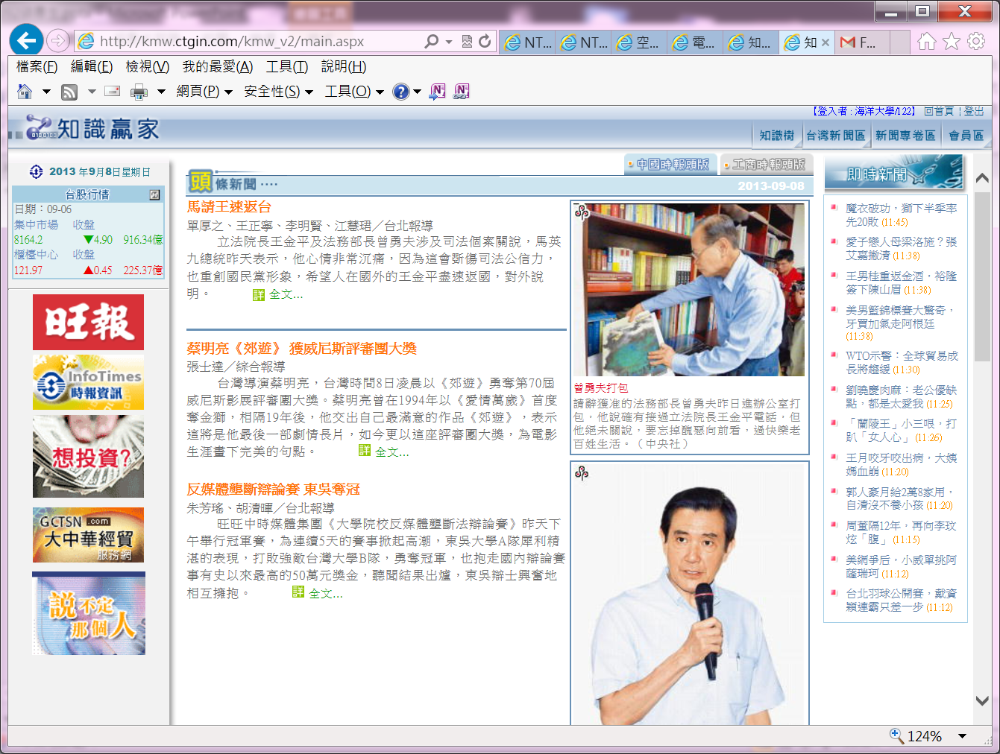 http://kmw.ctgin.com/kmw_v2/main.aspx
NT...
NT...
空...
電...
知...
知
F...
檔案(F) 編輯(E) 檢視(V) 我的最愛(A) 工具(T) 說明(H)
網頁(P) 安全性(S) 工具(O)
【登入者 : 海洋大學/122】 回首頁 | 登出
知識贏家
知識樹 台灣新聞區 新聞專卷區 會員區
2013 年9月8日星期日
台股行情
日期：09-06
集中市場 收盤
8164.2 ▼4.90 916.34億
櫃檯中心 收盤
121.97 ▲0.45 225.37億
旺報
InfoTimes
時報資訊
想投資?
GCTSN .com
大中華經貿
服務網
說不定
那個人
中國時報頭版 工商時報頭版
頭條新聞 ····
2013-09-08
馬請王速返台
單厚之、王正寧、李明賢、江慧珺／台北報導
立法院長王金平及法務部長曾勇夫涉及司法個案關說，馬英
九總統昨天表示，他心情非常沉痛，因為這會斲傷司法公信力，
也重創國民黨形象，希望人在國外的王金平盡速返國，對外說
明。 詳 全文...
蔡明亮《郊遊》 獲威尼斯評審團大獎
張士達／綜合報導
台灣導演蔡明亮，台灣時間8日凌晨以《郊遊》勇奪第70屆
威尼斯影展評審團大獎。蔡明亮曾在1994年以《愛情萬歲》首度
奪金獅，相隔19年後，他交出自己最滿意的作品《郊遊》，表示
這將是他最後一部劇情長片，如今更以這座評審團大獎，為電影
生涯畫下完美的句點。 詳 全文...
反媒體壟斷辯論賽 東吳奪冠
朱芳瑤、胡清暉／台北報導
旺旺中時媒體集團《大學院校反媒體壟斷法辯論賽》昨天下
午舉行冠軍賽，為連續5天的賽事掀起高潮，東吳大學A隊犀利精
湛的表現，打敗強敵台灣大學B隊，勇奪冠軍，也抱走國內辯論賽
事有史以來最高的50萬元獎金，聽聞結果出爐，東吳辯士興奮地
相互擁抱。 詳 全文...
曾勇夫打包
請辭獲准的法務部長曾勇夫昨日進辦公室打
包，他說確有接過立法院長王金平電話，但
他絕未關說，要忘掉醜惡向前看，過快樂老
百姓生活。（中央社）
即時新聞
魔衣破功，獅下半季率
先20敗 (11:45)
愛子戀人母梁洛施？張
艾嘉撇清 (11:38)
王男桂重返金酒，裕隆
簽下陳山眉 (11:38)
美男籃錦標賽大驚奇，
牙買加氣走阿根廷
(11:38)
WTO示警：全球貿易成
長將趨緩 (11:30)
劉曉慶肉麻：老公優缺
點，都是太愛我 (11:25)
「蘭陵王」小三哏，打
趴「女人心」 (11:26)
王月咬牙咬出病，大姨
媽血崩 (11:20)
郭人豪月給2萬8家用，
自清沒不養小孩 (11:20)
周董隔12年，再向李玟
炫「腹」 (11:15)
美網爭后，小威單挑阿
薩瑞珂 (11:12)
台北羽球公開賽，戴資
穎連霸只差一步 (11:12)
124%